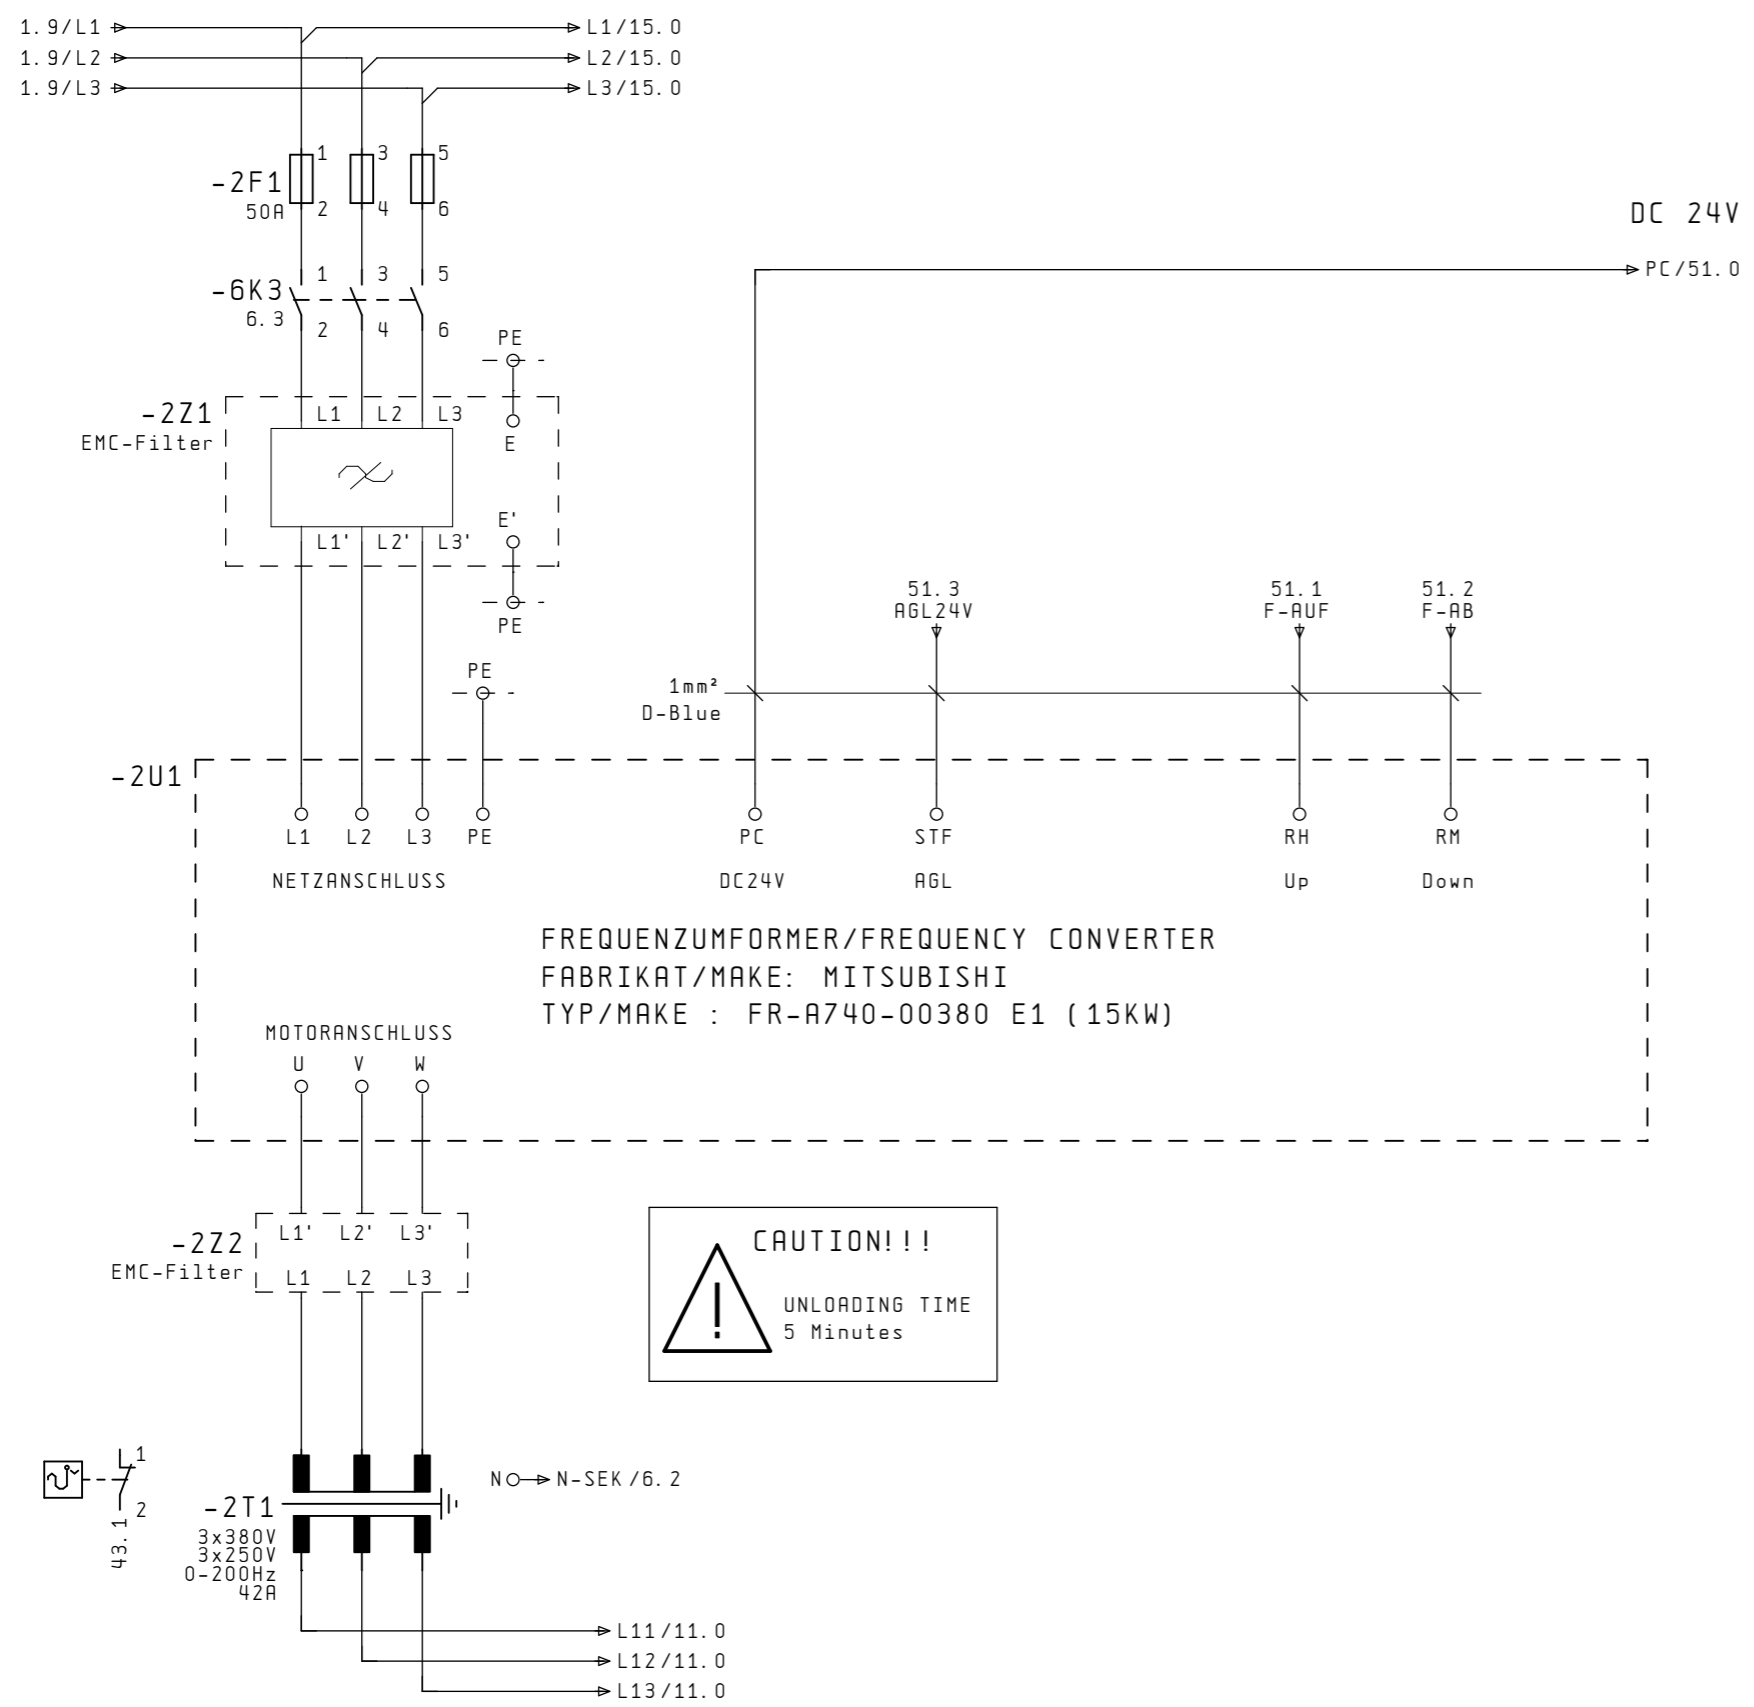 1.9/L1 L1/15.0
1.9/L2 L2/15.0
1.9/L3 L3/15.0
1 3 5
-2F1
50A 2 4 6
DC 24V
PC/51.0
1 3 5
-6K3
6.3 2 4 6
PE
-2Z1 L1 L2 L3
EMC-Filter E
E'
L1' L2' L3'
PE
51.3 51.1 51.2
AGL24V F-AUF F-AB
PE
1mm²
D-Blue
-2U1
L1 L2 L3 PE PC STF RH RM
NETZANSCHLUSS DC24V AGL Up Down
FREQUENZUMFORMER/FREQUENCY CONVERTER
FABRIKAT/MAKE: MITSUBISHI
TYP/MAKE : FR-A740-00380 E1 (15KW)
MOTORANSCHLUSS
U V W
L1' L2' L3'
-2Z2
EMC-Filter L1 L2 L3
CAUTION!!!
!
UNLOADING TIME
5 Minutes
1
2
43.1
N N-SEK/6.2
-2T1
3x380V
3x250V
0-200Hz
42A
L11/11.0
L12/11.0
L13/11.0